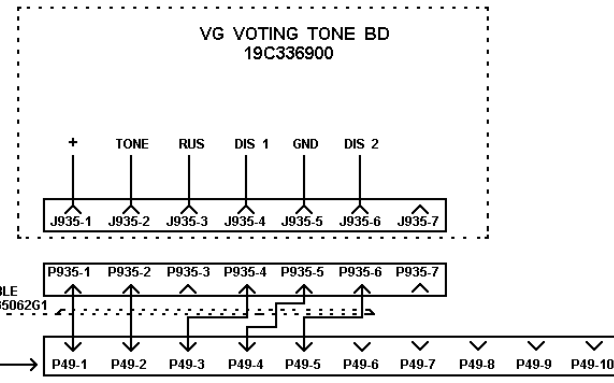 VG VOTING TONE BD
19C336900
+ TONE RUS DIS 1 GND DIS 2
J935-1 J935-2 J935-3 J935-4 J935-5 J935-6 J935-7
P935-1 P935-2 P935-3 P935-4 P935-5 P935-6 P935-7
BLE
35062G1
P49-1 P49-2 P49-3 P49-4 P49-5 P49-6 P49-7 P49-8 P49-9 P49-10